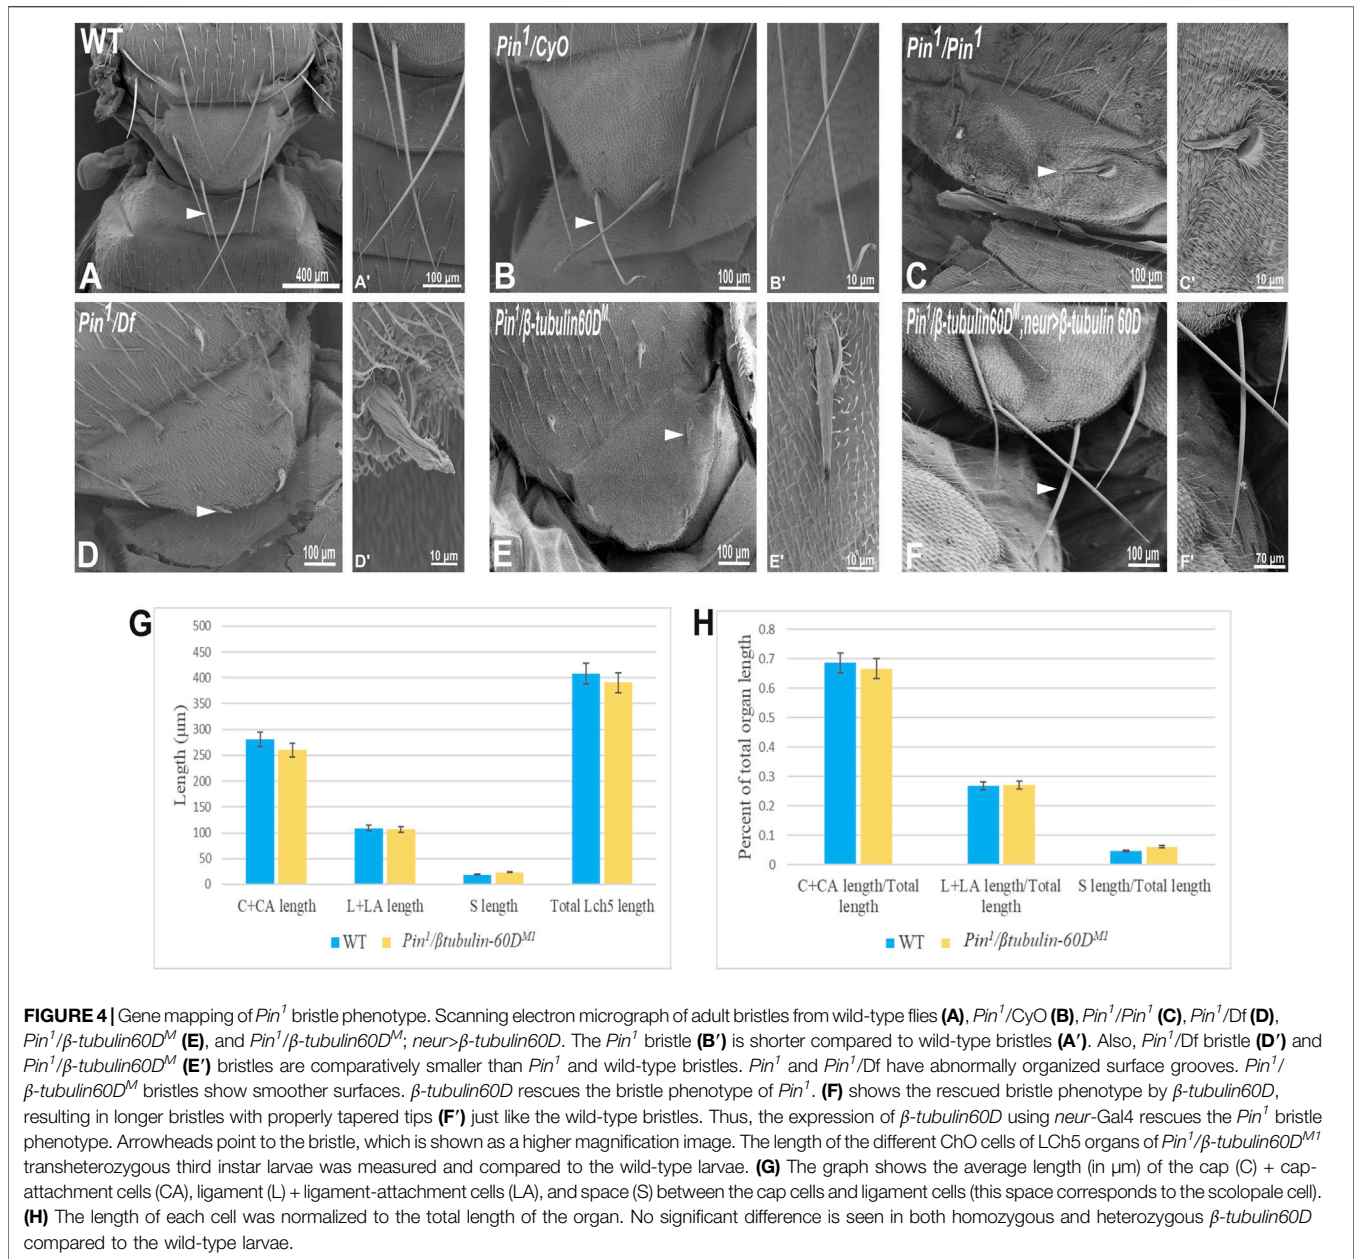 WT
A
400 µm
A'
100 µm
Pin¹/CyO
B
100 µm
B'
10 µm
Pin¹/Pin¹
C
100 µm
C'
10 µm
Pin¹/Df
D
100 µm
D'
10 µm
Pin¹/β-tubulin60Dᴹ
E
100 µm
E'
10 µm
Pin¹/β-tubulin60Dᴹ;neur>β-tubulin 60D
F
100 µm
F'
70 µm
G
Length (µm)
500
450
400
350
300
250
200
150
100
50
0
C+CA length L+LA length S length Total Lch5 length
WT Pin¹/βtubulin-60Dᴹ¹
H
Percent of total organ length
0.8
0.7
0.6
0.5
0.4
0.3
0.2
0.1
0
C+CA length/Total L+LA length/Total S length/Total length
length length
WT Pin¹/βtubulin-60Dᴹ¹
FIGURE 4 | Gene mapping of Pin¹ bristle phenotype. Scanning electron micrograph of adult bristles from wild-type flies (A), Pin¹/CyO (B), Pin¹/Pin¹ (C), Pin¹/Df (D),
Pin¹/β-tubulin60Dᴹ (E), and Pin¹/β-tubulin60Dᴹ; neur>β-tubulin60D. The Pin¹ bristle (B′) is shorter compared to wild-type bristles (A′). Also, Pin¹/Df bristle (D′) and
Pin¹/β-tubulin60Dᴹ (E′) bristles are comparatively smaller than Pin¹ and wild-type bristles. Pin¹ and Pin¹/Df have abnormally organized surface grooves. Pin¹/
β-tubulin60Dᴹ bristles show smoother surfaces. β-tubulin60D rescues the bristle phenotype of Pin¹. (F) shows the rescued bristle phenotype by β-tubulin60D,
resulting in longer bristles with properly tapered tips (F′) just like the wild-type bristles. Thus, the expression of β-tubulin60D using neur-Gal4 rescues the Pin¹ bristle
phenotype. Arrowheads point to the bristle, which is shown as a higher magnification image. The length of the different ChO cells of LCh5 organs of Pin¹/β-tubulin60Dᴹ¹
transheterozygous third instar larvae was measured and compared to the wild-type larvae. (G) The graph shows the average length (in µm) of the cap (C) + cap-
attachment cells (CA), ligament (L) + ligament-attachment cells (LA), and space (S) between the cap cells and ligament cells (this space corresponds to the scolopale cell).
(H) The length of each cell was normalized to the total length of the organ. No significant difference is seen in both homozygous and heterozygous β-tubulin60D
compared to the wild-type larvae.